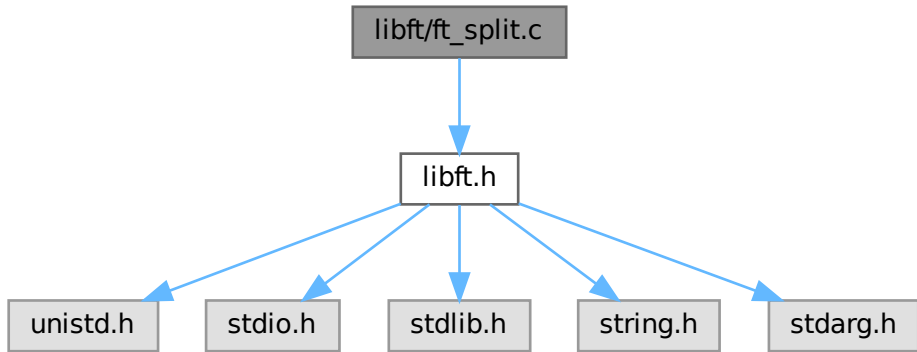 libft/ft_split.c
libft.h
unistd.h
stdio.h
stdlib.h
string.h
stdarg.h